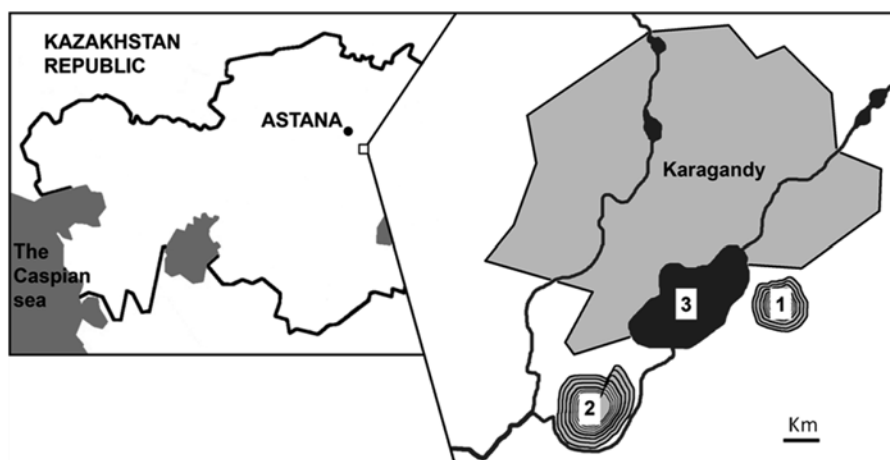 KAZAKHSTAN
REPUBLIC
ASTANA
The
Caspian
sea
Karagandy
3
1
2
Km